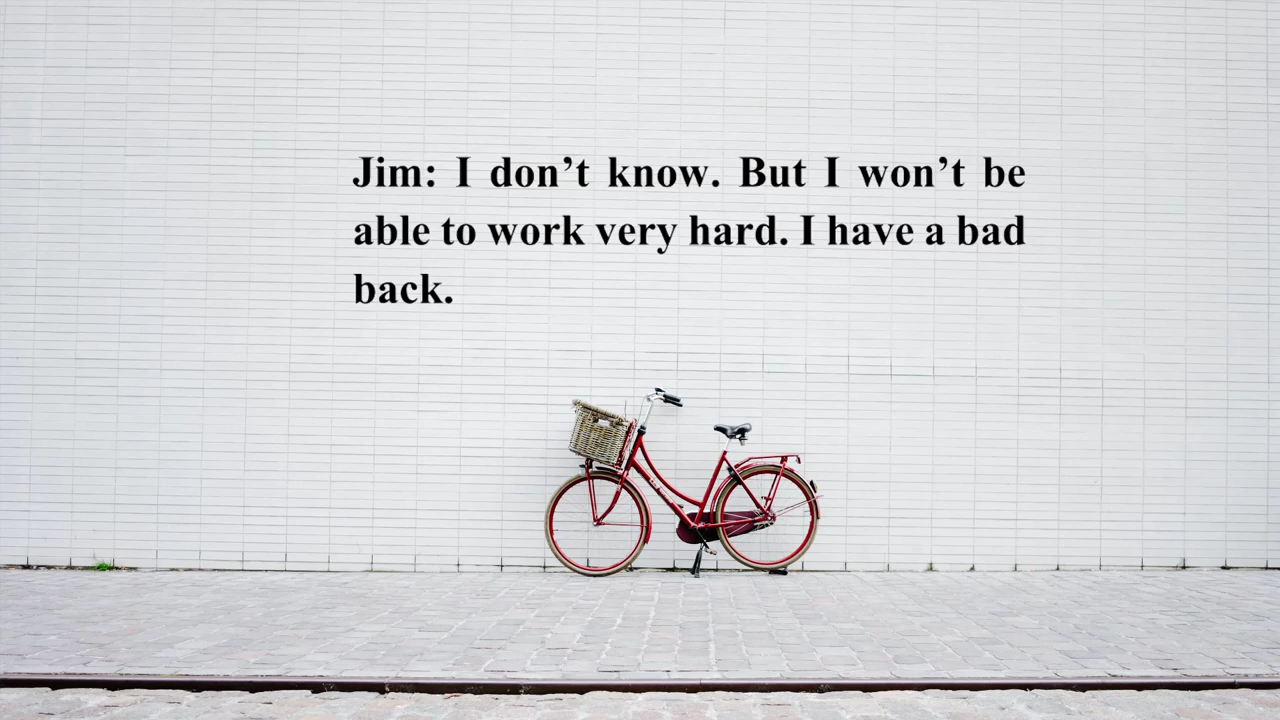 Jim: I don’t know. But I won’t be
able to work very hard. I have a bad
back.